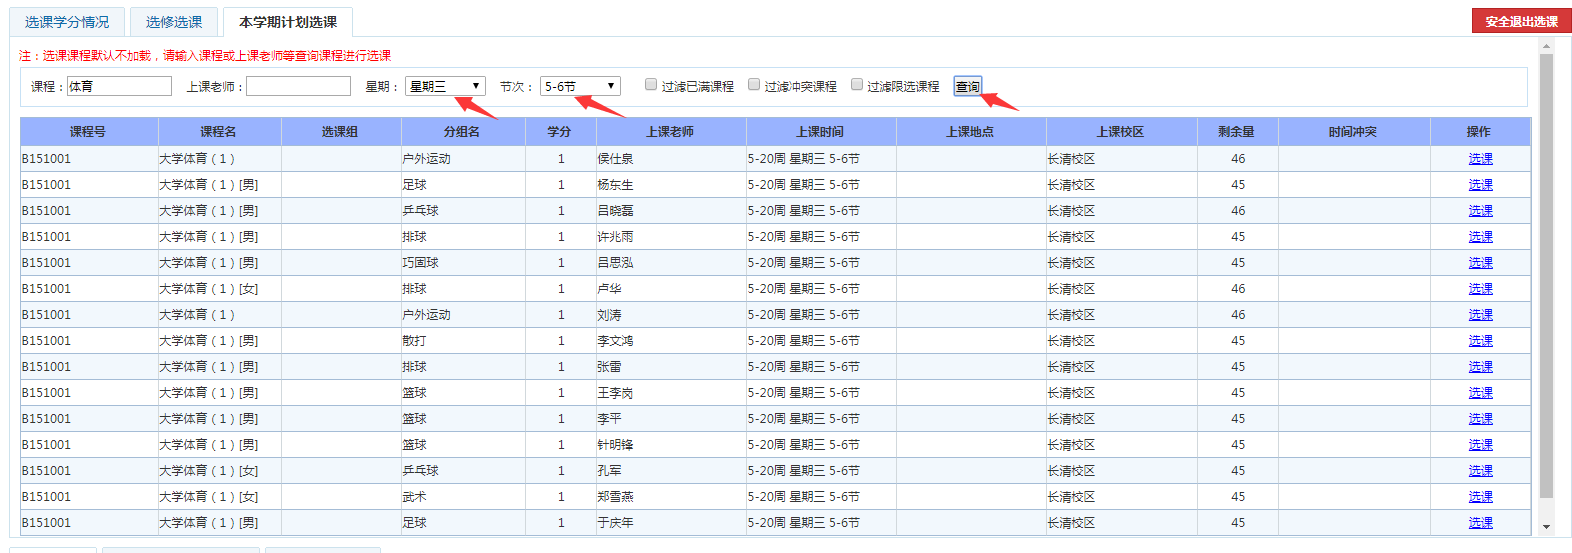 选课学分情况 选修选课 本学期计划选课 安全退出选课
注：选课课程默认不加载，请输入课程或上课老师等查询课程进行选课
课程：体育 上课老师： 星期：星期三 节次：5-6节 过滤已满课程 过滤冲突课程 过滤限选课程 查询
课程号 课程名 选课组 分组名 学分 上课老师 上课时间 上课地点 上课校区 剩余量 时间冲突 操作
B151001 大学体育（1） 户外运动 1 侯仕泉 5-20周 星期三 5-6节 长清校区 46 选课
B151001 大学体育（1）[男] 足球 1 杨东生 5-20周 星期三 5-6节 长清校区 45 选课
B151001 大学体育（1）[男] 乒乓球 1 吕晓磊 5-20周 星期三 5-6节 长清校区 46 选课
B151001 大学体育（1）[男] 排球 1 许兆雨 5-20周 星期三 5-6节 长清校区 45 选课
B151001 大学体育（1）[男] 巧固球 1 吕思泓 5-20周 星期三 5-6节 长清校区 45 选课
B151001 大学体育（1）[女] 排球 1 卢华 5-20周 星期三 5-6节 长清校区 46 选课
B151001 大学体育（1） 户外运动 1 刘涛 5-20周 星期三 5-6节 长清校区 46 选课
B151001 大学体育（1）[男] 散打 1 李文鸿 5-20周 星期三 5-6节 长清校区 45 选课
B151001 大学体育（1）[男] 排球 1 张雷 5-20周 星期三 5-6节 长清校区 45 选课
B151001 大学体育（1）[男] 篮球 1 王李岗 5-20周 星期三 5-6节 长清校区 45 选课
B151001 大学体育（1）[男] 篮球 1 李平 5-20周 星期三 5-6节 长清校区 45 选课
B151001 大学体育（1）[男] 篮球 1 针明锋 5-20周 星期三 5-6节 长清校区 45 选课
B151001 大学体育（1）[女] 乒乓球 1 孔军 5-20周 星期三 5-6节 长清校区 45 选课
B151001 大学体育（1）[女] 武术 1 郑雪燕 5-20周 星期三 5-6节 长清校区 45 选课
B151001 大学体育（1）[男] 足球 1 于庆年 5-20周 星期三 5-6节 长清校区 45 选课